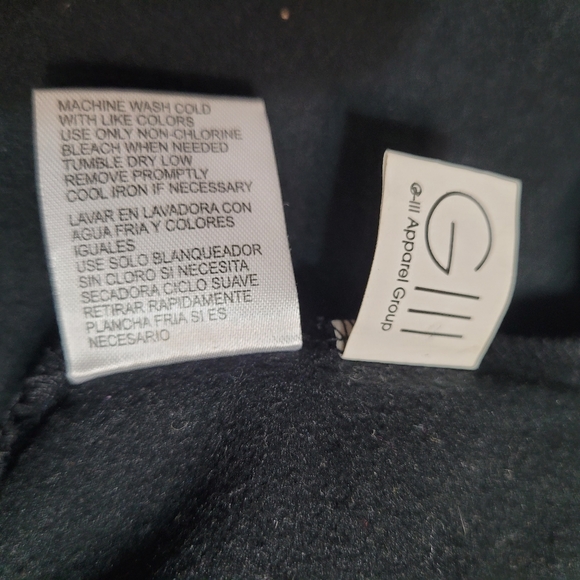 MACHINE WASH COLD
WITH LIKE COLORS
USE ONLY NON-CHLORINE
BLEACH WHEN NEEDED
TUMBLE DRY LOW
REMOVE PROMPTLY
COOL IRON IF NECESSARY
LAVAR EN LAVADORA CON
AGUA FRIA Y COLORES
IGUALES
USE SOLO BLANQUEADOR
SIN CLORO SI NECESITA
SECADORA CICLO SUAVE
RETIRAR RAPIDAMENTE
PLANCHA FRIA SI ES
NECESARIO
GIII
G-III Apparel Group